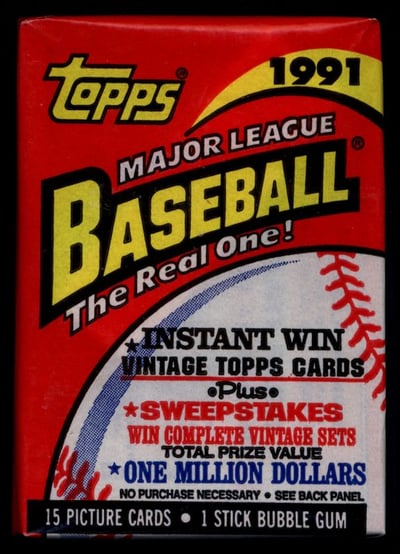 topps®
1991
MAJOR LEAGUE
BASEBALL®
The Real One!
★INSTANT WIN
VINTAGE TOPPS CARDS
•Plus•
★SWEEPSTAKES
WIN COMPLETE VINTAGE SETS
TOTAL PRIZE VALUE
★ONE MILLION DOLLARS
NO PURCHASE NECESSARY • SEE BACK PANEL
15 PICTURE CARDS • 1 STICK BUBBLE GUM